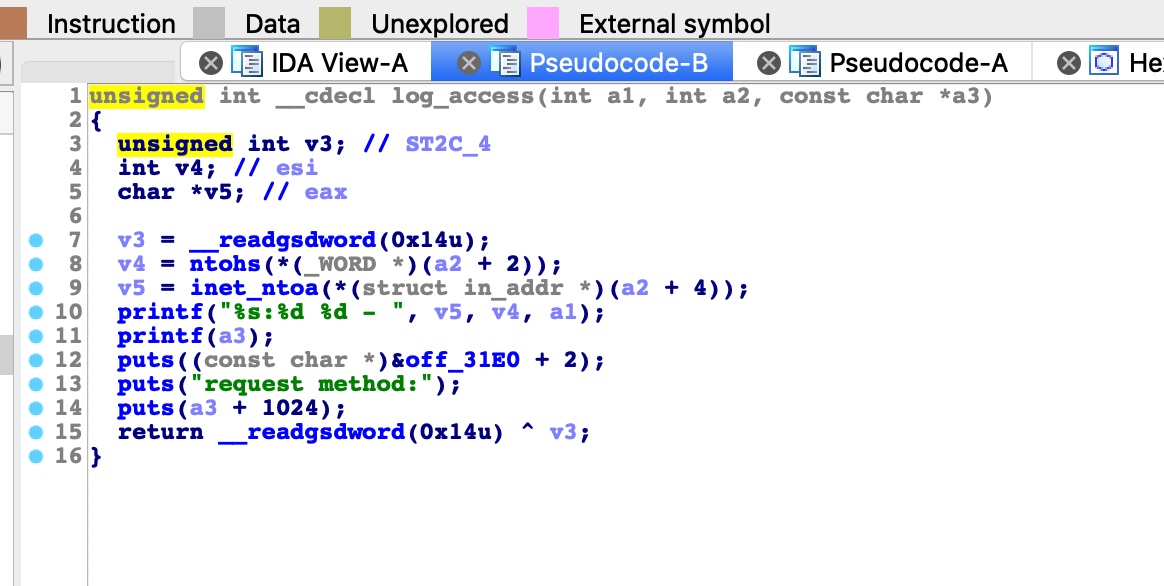 Instruction Data Unexplored External symbol
IDA View-A Pseudocode-B Pseudocode-A He
1 unsigned int __cdecl log_access(int a1, int a2, const char *a3)
2 {
3 unsigned int v3; // ST2C_4
4 int v4; // esi
5 char *v5; // eax
6
7 v3 = __readgsdword(0x14u);
8 v4 = ntohs(*(_WORD *)(a2 + 2));
9 v5 = inet_ntoa(*(struct in_addr *)(a2 + 4));
10 printf("%s:%d %d - ", v5, v4, a1);
11 printf(a3);
12 puts((const char *)&off_31E0 + 2);
13 puts("request method:");
14 puts(a3 + 1024);
15 return __readgsdword(0x14u) ^ v3;
16 }